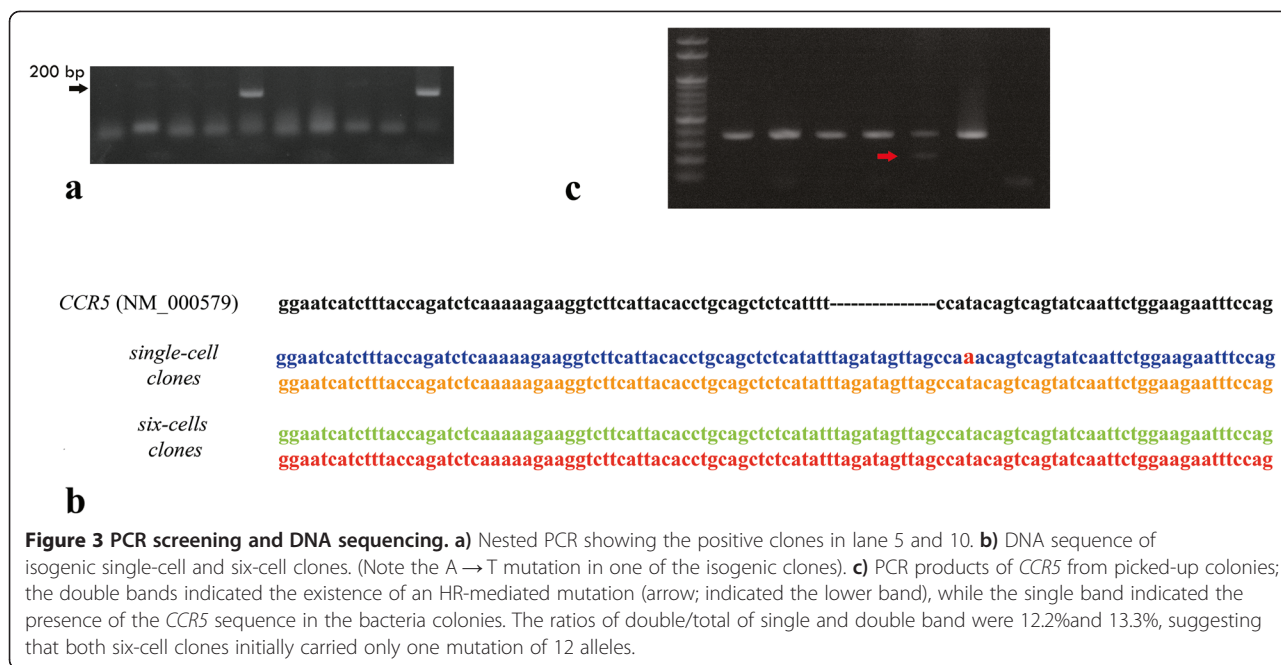 200 bp
a
c
CCR5 (NM_000579) ggaatcatctttaccagatctcaaaaagaaggtcttcattacacctgcagctctcatttt---------------ccatacagtcagtatcaattctggaagaatttccag
single-cell clones
ggaatcatctttaccagatctcaaaaagaaggtcttcattacacctgcagctctcatatttagatagttagccaaacagtcagtatcaattctggaagaatttccag
ggaatcatctttaccagatctcaaaaagaaggtcttcattacacctgcagctctcatatttagatagttagccatacagtcagtatcaattctggaagaatttccag
six-cells clones
ggaatcatctttaccagatctcaaaaagaaggtcttcattacacctgcagctctcatatttagatagttagccatacagtcagtatcaattctggaagaatttccag
ggaatcatctttaccagatctcaaaaagaaggtcttcattacacctgcagctctcatatttagatagttagccatacagtcagtatcaattctggaagaatttccag
b
Figure 3 PCR screening and DNA sequencing. a) Nested PCR showing the positive clones in lane 5 and 10. b) DNA sequence of
isogenic single-cell and six-cell clones. (Note the A → T mutation in one of the isogenic clones). c) PCR products of CCR5 from picked-up colonies;
the double bands indicated the existence of an HR-mediated mutation (arrow; indicated the lower band), while the single band indicated the
presence of the CCR5 sequence in the bacteria colonies. The ratios of double/total of single and double band were 12.2%and 13.3%, suggesting
that both six-cell clones initially carried only one mutation of 12 alleles.